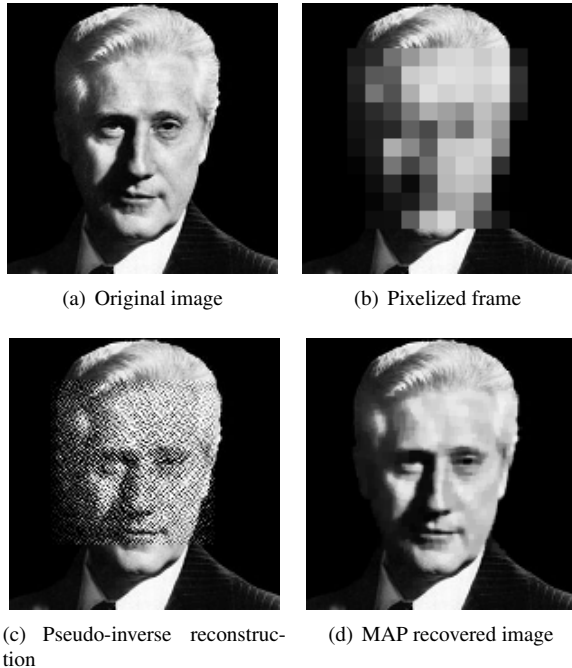 (a) Original image
(b) Pixelized frame
(c) Pseudo-inverse reconstruc-
tion
(d) MAP recovered image